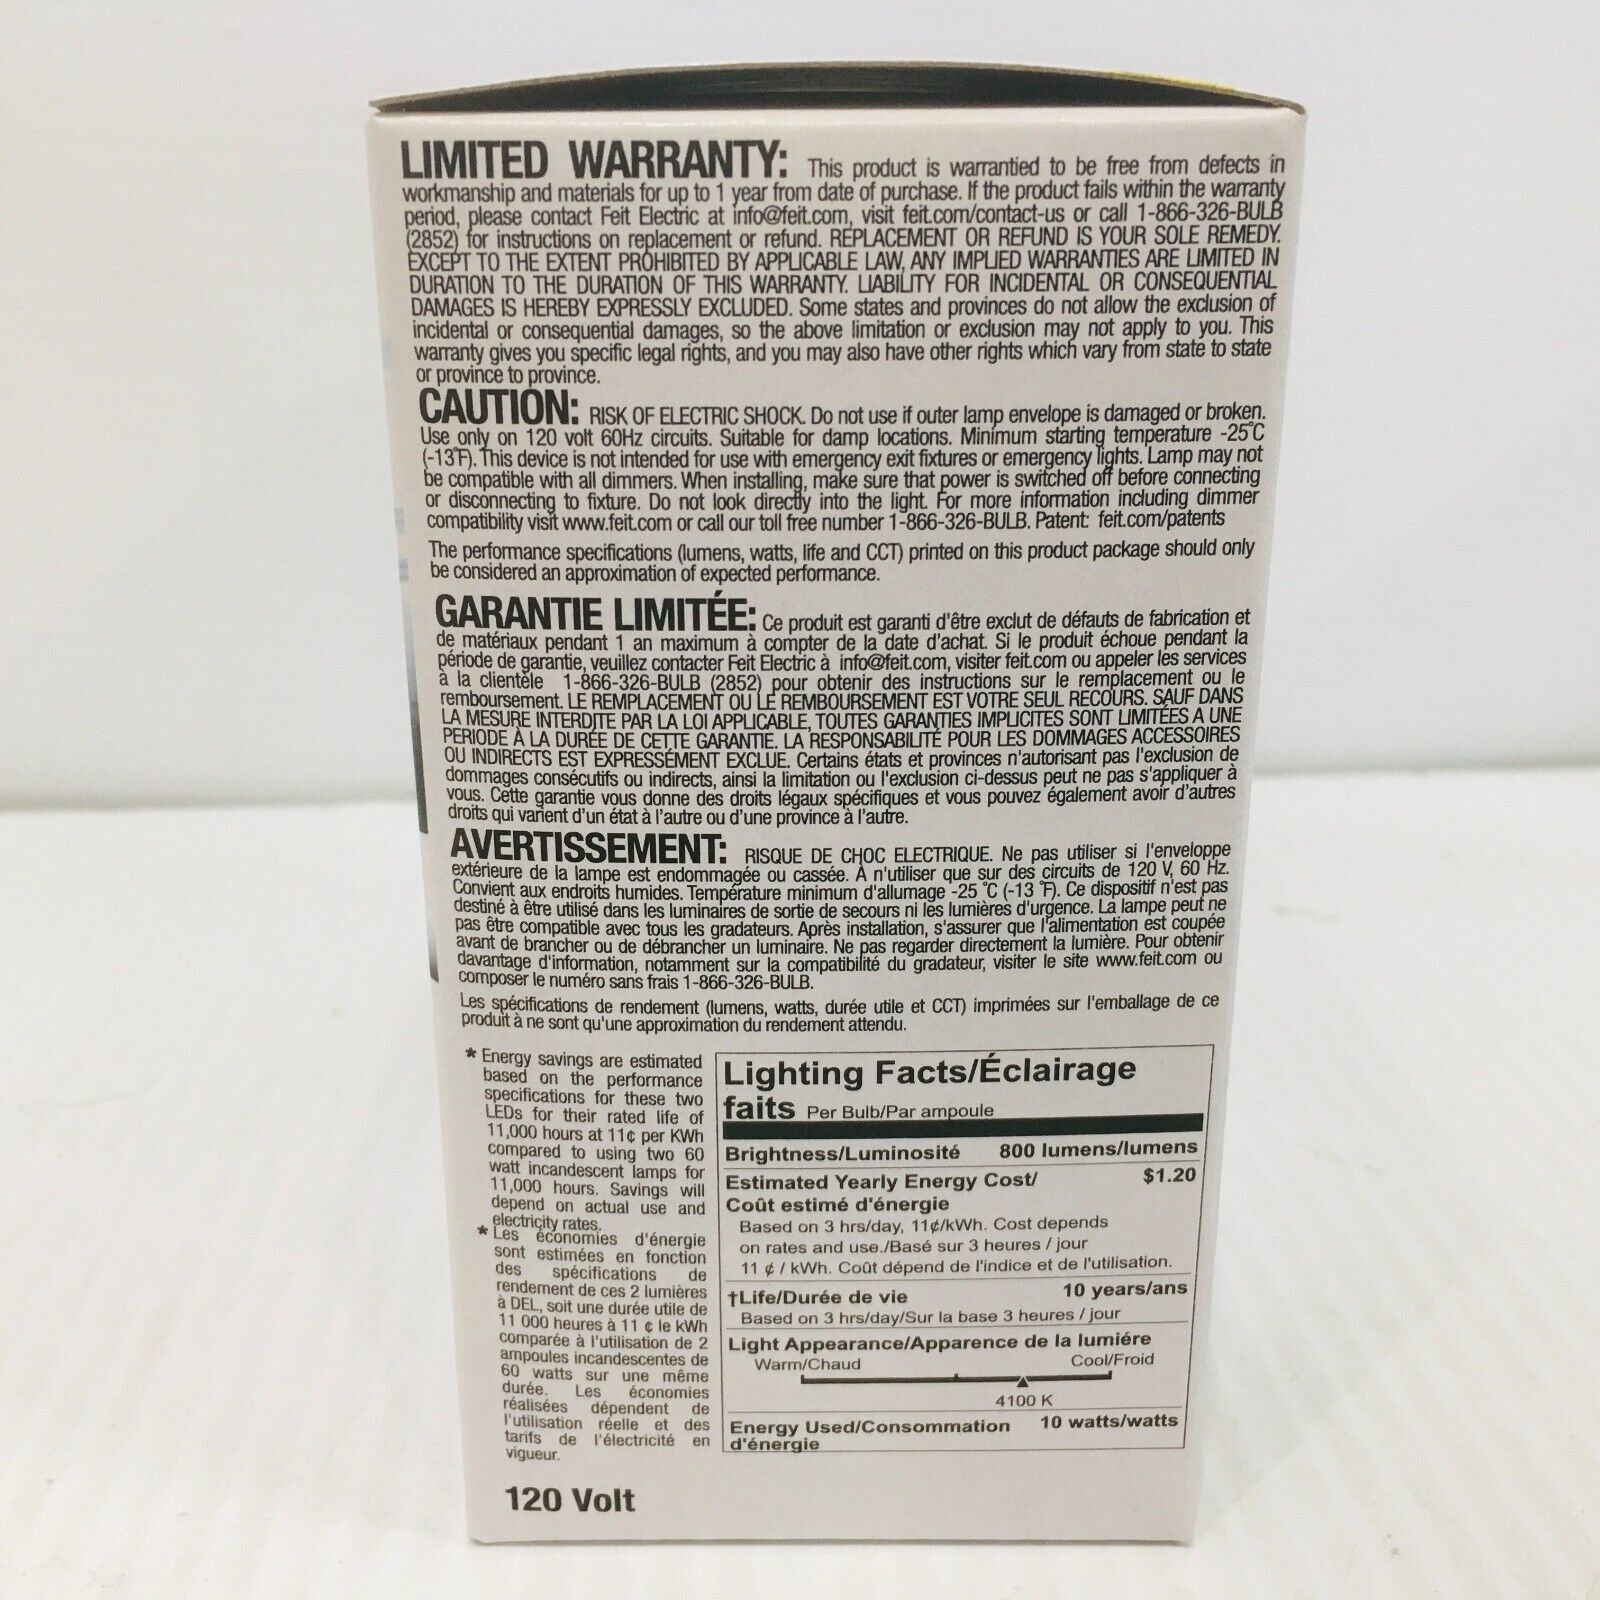 LIMITED WARRANTY: This product is warrantied to be free from defects in
workmanship and materials for up to 1 year from date of purchase. If the product fails within the warranty
period, please contact Feit Electric at info@feit.com, visit feit.com/contact-us or call 1-866-326-BULB
(2852) for instructions on replacement or refund. REPLACEMENT OR REFUND IS YOUR SOLE REMEDY.
EXCEPT TO THE EXTENT PROHIBITED BY APPLICABLE LAW, ANY IMPLIED WARRANTIES ARE LIMITED IN
DURATION TO THE DURATION OF THIS WARRANTY. LIABILITY FOR INCIDENTAL OR CONSEQUENTIAL
DAMAGES IS HEREBY EXPRESSLY EXCLUDED. Some states and provinces do not allow the exclusion of
incidental or consequential damages, so the above limitation or exclusion may not apply to you. This
warranty gives you specific legal rights, and you may also have other rights which vary from state to state
or province to province.
CAUTION: RISK OF ELECTRIC SHOCK. Do not use if outer lamp envelope is damaged or broken.
Use only on 120 volt 60Hz circuits. Suitable for damp locations. Minimum starting temperature -25°C
(-13°F). This device is not intended for use with emergency exit fixtures or emergency lights. Lamp may not
be compatible with all dimmers. When installing, make sure that power is switched off before connecting
or disconnecting to fixture. Do not look directly into the light. For more information including dimmer
compatibility visit www.feit.com or call our toll free number 1-866-326-BULB. Patent: feit.com/patents
The performance specifications (lumens, watts, life and CCT) printed on this product package should only
be considered an approximation of expected performance.
GARANTIE LIMITÉE: Ce produit est garanti d'être exclut de défauts de fabrication et
de matériaux pendant 1 an maximum à compter de la date d'achat. Si le produit échoue pendant la
période de garantie, veuillez contacter Feit Electric à info@feit.com, visiter feit.com ou appeler les services
à la clientèle 1-866-326-BULB (2852) pour obtenir des instructions sur le remplacement ou le
remboursement. LE REMPLACEMENT OU LE REMBOURSEMENT EST VOTRE SEUL RECOURS. SAUF DANS
LA MESURE INTERDITE PAR LA LOI APPLICABLE, TOUTES GARANTIES IMPLICITES SONT LIMITÉES A UNE
PERIODE À LA DURÉE DE CETTE GARANTIE. LA RESPONSABILITÉ POUR LES DOMMAGES ACCESSOIRES
OU INDIRECTS EST EXPRESSÉMENT EXCLUE. Certains états et provinces n'autorisant pas l'exclusion de
dommages consécutifs ou indirects, ainsi la limitation ou l'exclusion ci-dessus peut ne pas s'appliquer à
vous. Cette garantie vous donne des droits légaux spécifiques et vous pouvez également avoir d'autres
droits qui varient d'un état à l'autre ou d'une province à l'autre.
AVERTISSEMENT: RISQUE DE CHOC ELECTRIQUE. Ne pas utiliser si l'enveloppe
extérieure de la lampe est endommagée ou cassée. À n'utiliser que sur des circuits de 120 V, 60 Hz.
Convient aux endroits humides. Température minimum d'allumage -25 °C (-13 °F). Ce dispositif n'est pas
destiné à être utilisé dans les luminaires de sortie de secours ni les lumières d'urgence. La lampe peut ne
pas être compatible avec tous les gradateurs. Après installation, s'assurer que l'alimentation est coupée
avant de brancher ou de débrancher un luminaire. Ne pas regarder directement la lumière. Pour obtenir
davantage d'information, notamment sur la compatibilité du gradateur, visiter le site www.feit.com ou
composer le numéro sans frais 1-866-326-BULB.
Les spécifications de rendement (lumens, watts, durée utile et CCT) imprimées sur l'emballage de ce
produit à ne sont qu'une approximation du rendement attendu.
* Energy savings are estimated
based on the performance
specifications for these two
LEDs for their rated life of
11,000 hours at 11¢ per KWh
compared to using two 60
watt incandescent lamps for
11,000 hours. Savings will
depend on actual use and
electricity rates.
* Les économies d'énergie
sont estimées en fonction
des spécifications de
rendement de ces 2 lumières
à DEL, soit une durée utile de
11 000 heures à 11 ¢ le kWh
comparée à l'utilisation de 2
ampoules incandescentes de
60 watts sur une même
durée. Les économies
réalisées dépendent de
l'utilisation réelle et des
tarifs de l'électricité en
vigueur.
Lighting Facts/Éclairage
faits Per Bulb/Par ampoule
Brightness/Luminosité 800 lumens/lumens
Estimated Yearly Energy Cost/ $1.20
Coût estimé d'énergie
Based on 3 hrs/day, 11¢/kWh. Cost depends
on rates and use./Basé sur 3 heures / jour
11 ¢ / kWh. Coût dépend de l'indice et de l'utilisation.
†Life/Durée de vie 10 years/ans
Based on 3 hrs/day/Sur la base 3 heures / jour
Light Appearance/Apparence de la lumiére
Warm/Chaud Cool/Froid
4100 K
Energy Used/Consommation 10 watts/watts
d'énergie
120 Volt